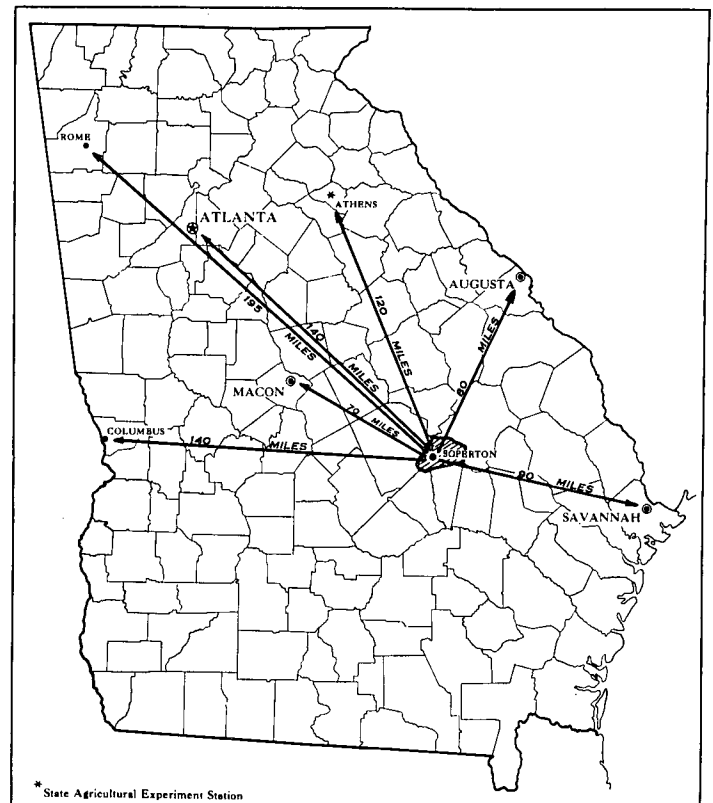 ROME
ATLANTA
* ATHENS
AUGUSTA
195
MILES
140
MILES
120
MILES
MILES
MACON
70 MILES
COLUMBUS
140 MILES
SOPERTON
90 MILES
SAVANNAH
* State Agricultural Experiment Station